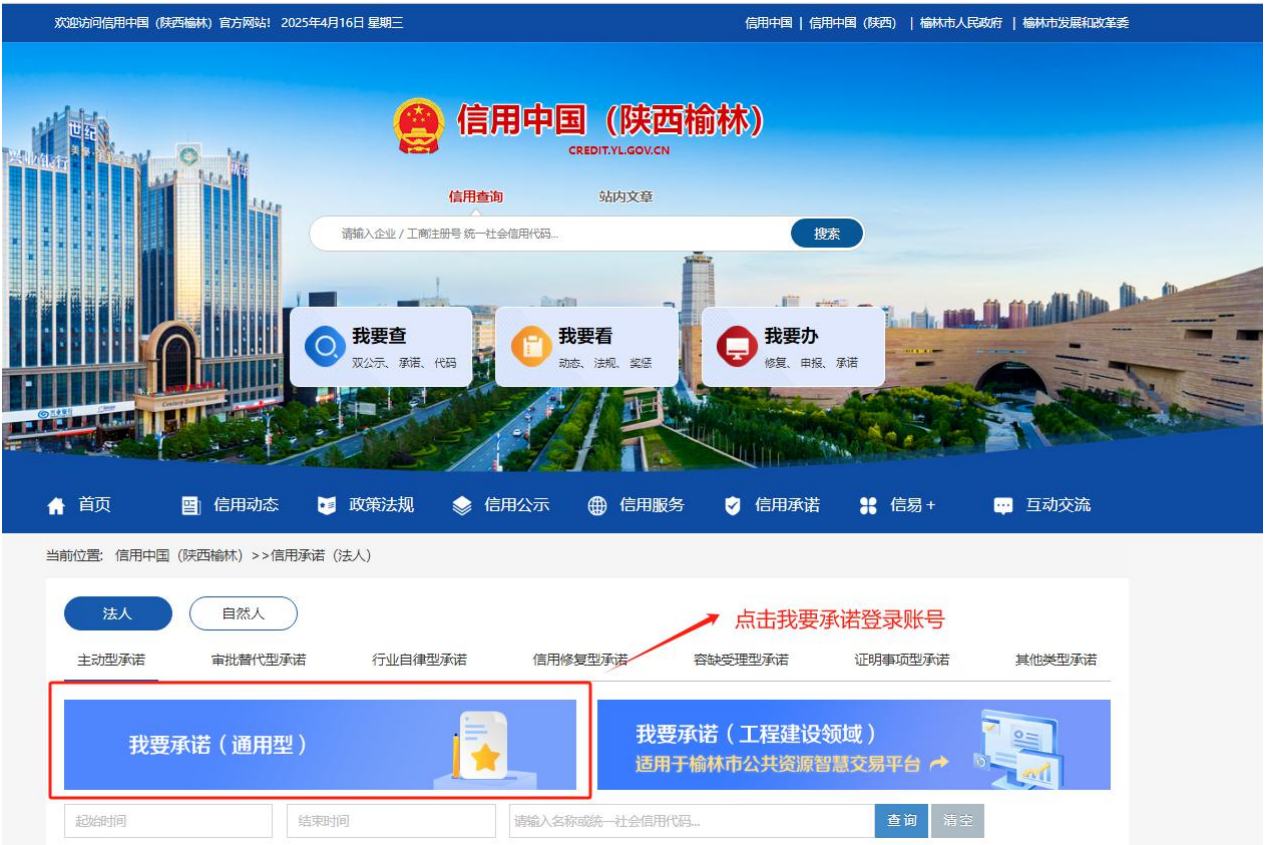 欢迎访问信用中国（陕西榆林）官方网站! 2025年4月16日 星期三
信用中国 | 信用中国（陕西） | 榆林市人民政府 | 榆林市发展和改革委
信用中国（陕西榆林）
CREDIT.YL.GOV.CN
信用查询 站内文章
请输入企业 / 工商注册号 统一社会信用代码... 搜索
世纪
兴业银行
我要查 我要看 我要办
双公示、承诺、代码 动态、法规、奖惩 修复、申报、承诺
首页 信用动态 政策法规 信用公示 信用服务 信用承诺 信易+ 互动交流
当前位置: 信用中国（陕西榆林）>>信用承诺（法人）
法人 自然人
点击我要承诺登录账号
主动型承诺 审批替代型承诺 行业自律型承诺 信用修复型承诺 容缺受理型承诺 证明事项型承诺 其他类型承诺
我要承诺（通用型）
我要承诺（工程建设领域）
适用于榆林市公共资源智慧交易平台
起始时间 结束时间 请输入名称或统一社会信用代码... 查询 清空